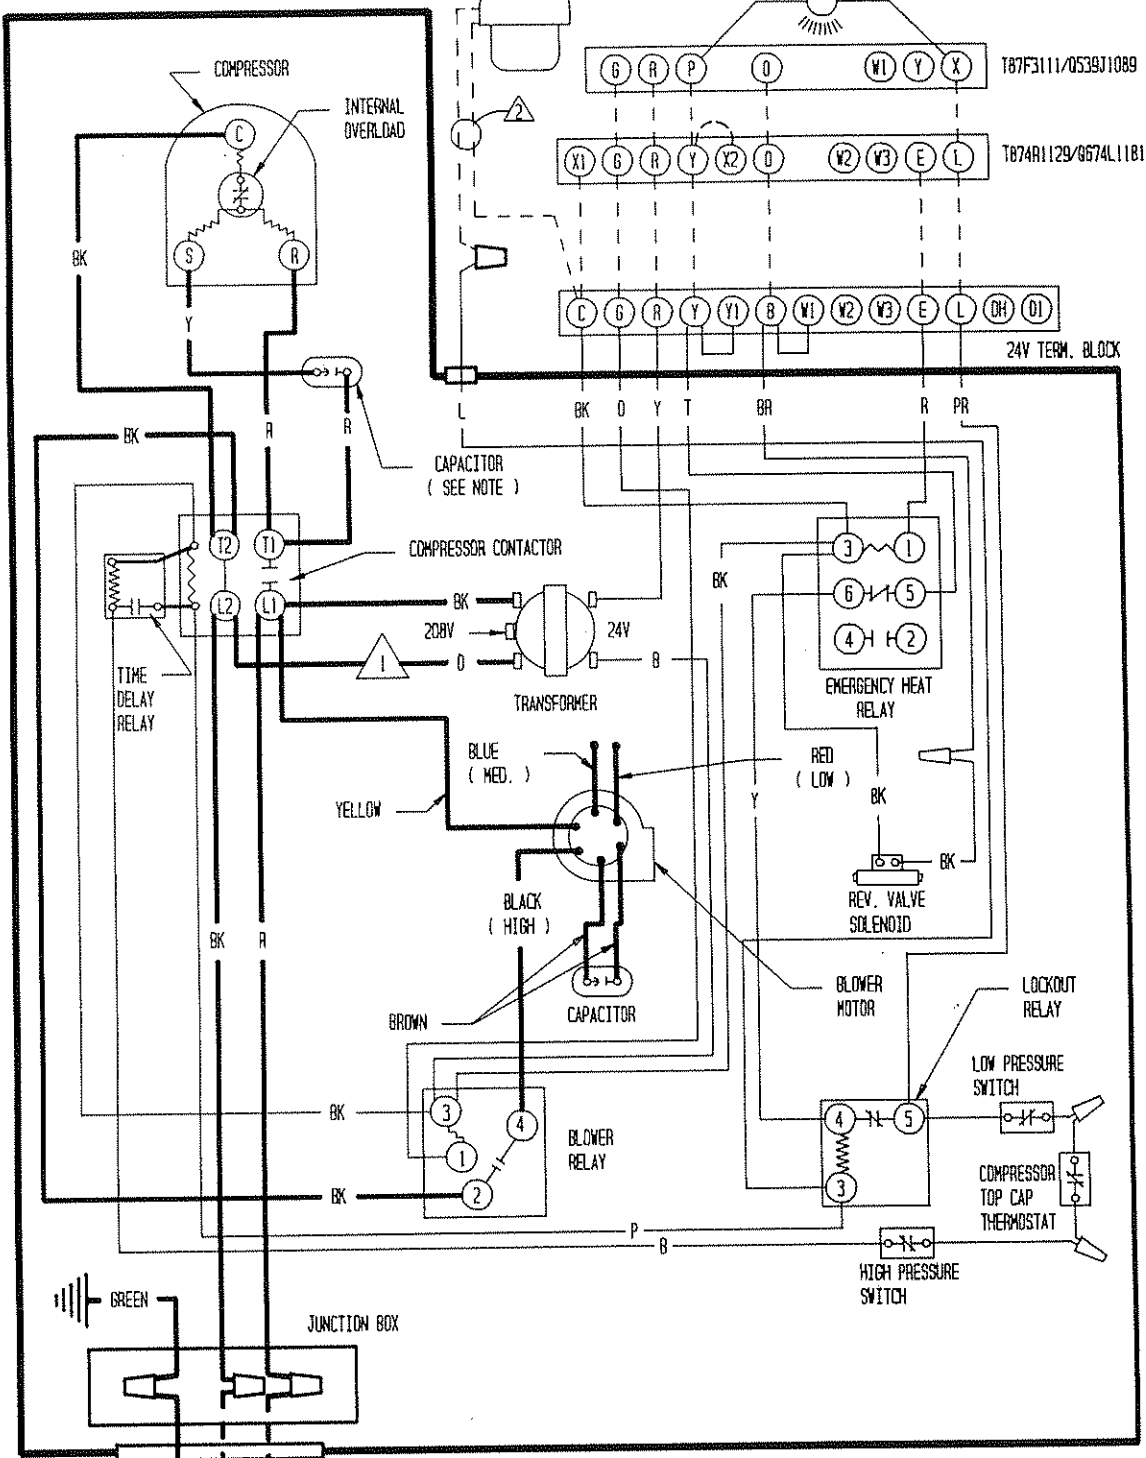 G R P O W1 Y X T87F3111/Q539J1089
X1 G R Y X2 O W2 W3 E L T874R1129/Q674L1181
C G R Y Y1 B W1 W2 W3 E L DH D1
24V TERM. BLOCK
2
COMPRESSOR
INTERNAL
OVERLOAD
C
S
R
BK
Y
R
R
BK
CAPACITOR
( SEE NOTE )
L BK O Y T BR R PR
T2 T1
L2 L1
COMPRESSOR CONTACTOR
TIME
DELAY
RELAY
BK
208V
24V
1
O
B
TRANSFORMER
BK
3 1
6 5
4 2
EMERGENCY HEAT
RELAY
BLUE
( MED. )
RED
( LOW )
YELLOW
BLACK
( HIGH )
BROWN
CAPACITOR
BLOWER
MOTOR
Y
BK
BK
REV. VALVE
SOLENOID
BK
R
LOCKOUT
RELAY
LOW PRESSURE
SWITCH
4 5
3
COMPRESSOR
TOP CAP
THERMOSTAT
BK
3
4
1
2
BLOWER
RELAY
BK
P
B
HIGH PRESSURE
SWITCH
GREEN
JUNCTION BOX